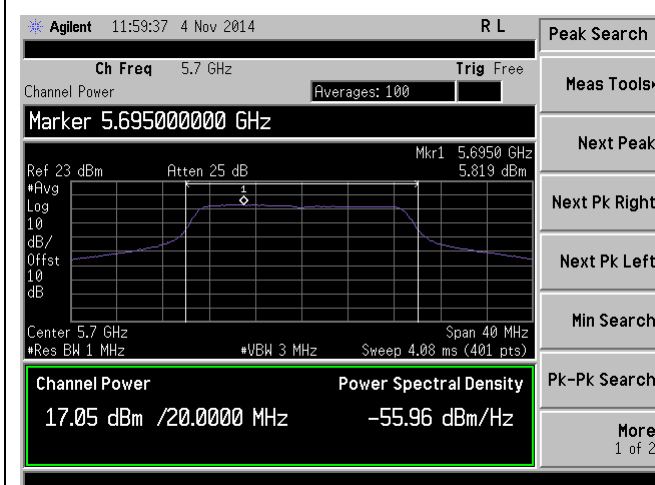 Agilent 11:59:37 4 Nov 2014 R L
Ch Freq 5.7 GHz Trig Free
Channel Power Averages: 100
Marker 5.695000000 GHz
Mkr1 5.6950 GHz
Ref 23 dBm Atten 25 dB 5.819 dBm
#Avg
Log
10
dB/
Offst
10
dB
1
Center 5.7 GHz Span 40 MHz
#Res BW 1 MHz #VBW 3 MHz Sweep 4.08 ms (401 pts)
Channel Power Power Spectral Density
17.05 dBm /20.0000 MHz -55.96 dBm/Hz
Peak Search
Meas Tools
Next Peak
Next Pk Right
Next Pk Left
Min Search
Pk-Pk Search
More
1 of 2